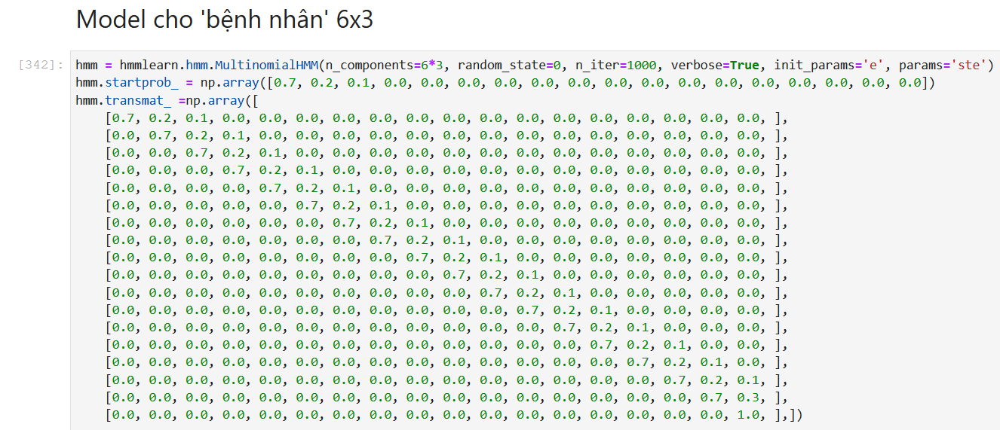 Model cho 'bệnh nhân' 6x3
[342]: hmm = hmmlearn.hmm.MultinomialHMM(n_components=6*3, random_state=0, n_iter=1000, verbose=True, init_params='e', params='ste')
hmm.startprob_ = np.array([0.7, 0.2, 0.1, 0.0, 0.0, 0.0, 0.0, 0.0, 0.0, 0.0, 0.0, 0.0, 0.0, 0.0, 0.0, 0.0, 0.0, 0.0])
hmm.transmat_ =np.array([
[0.7, 0.2, 0.1, 0.0, 0.0, 0.0, 0.0, 0.0, 0.0, 0.0, 0.0, 0.0, 0.0, 0.0, 0.0, 0.0, 0.0, 0.0, ],
[0.0, 0.7, 0.2, 0.1, 0.0, 0.0, 0.0, 0.0, 0.0, 0.0, 0.0, 0.0, 0.0, 0.0, 0.0, 0.0, 0.0, 0.0, ],
[0.0, 0.0, 0.7, 0.2, 0.1, 0.0, 0.0, 0.0, 0.0, 0.0, 0.0, 0.0, 0.0, 0.0, 0.0, 0.0, 0.0, 0.0, ],
[0.0, 0.0, 0.0, 0.7, 0.2, 0.1, 0.0, 0.0, 0.0, 0.0, 0.0, 0.0, 0.0, 0.0, 0.0, 0.0, 0.0, 0.0, ],
[0.0, 0.0, 0.0, 0.0, 0.7, 0.2, 0.1, 0.0, 0.0, 0.0, 0.0, 0.0, 0.0, 0.0, 0.0, 0.0, 0.0, 0.0, ],
[0.0, 0.0, 0.0, 0.0, 0.0, 0.7, 0.2, 0.1, 0.0, 0.0, 0.0, 0.0, 0.0, 0.0, 0.0, 0.0, 0.0, 0.0, ],
[0.0, 0.0, 0.0, 0.0, 0.0, 0.0, 0.7, 0.2, 0.1, 0.0, 0.0, 0.0, 0.0, 0.0, 0.0, 0.0, 0.0, 0.0, ],
[0.0, 0.0, 0.0, 0.0, 0.0, 0.0, 0.0, 0.7, 0.2, 0.1, 0.0, 0.0, 0.0, 0.0, 0.0, 0.0, 0.0, 0.0, ],
[0.0, 0.0, 0.0, 0.0, 0.0, 0.0, 0.0, 0.0, 0.7, 0.2, 0.1, 0.0, 0.0, 0.0, 0.0, 0.0, 0.0, 0.0, ],
[0.0, 0.0, 0.0, 0.0, 0.0, 0.0, 0.0, 0.0, 0.0, 0.7, 0.2, 0.1, 0.0, 0.0, 0.0, 0.0, 0.0, 0.0, ],
[0.0, 0.0, 0.0, 0.0, 0.0, 0.0, 0.0, 0.0, 0.0, 0.0, 0.7, 0.2, 0.1, 0.0, 0.0, 0.0, 0.0, 0.0, ],
[0.0, 0.0, 0.0, 0.0, 0.0, 0.0, 0.0, 0.0, 0.0, 0.0, 0.0, 0.7, 0.2, 0.1, 0.0, 0.0, 0.0, 0.0, ],
[0.0, 0.0, 0.0, 0.0, 0.0, 0.0, 0.0, 0.0, 0.0, 0.0, 0.0, 0.0, 0.7, 0.2, 0.1, 0.0, 0.0, 0.0, ],
[0.0, 0.0, 0.0, 0.0, 0.0, 0.0, 0.0, 0.0, 0.0, 0.0, 0.0, 0.0, 0.0, 0.7, 0.2, 0.1, 0.0, 0.0, ],
[0.0, 0.0, 0.0, 0.0, 0.0, 0.0, 0.0, 0.0, 0.0, 0.0, 0.0, 0.0, 0.0, 0.0, 0.7, 0.2, 0.1, 0.0, ],
[0.0, 0.0, 0.0, 0.0, 0.0, 0.0, 0.0, 0.0, 0.0, 0.0, 0.0, 0.0, 0.0, 0.0, 0.0, 0.7, 0.2, 0.1, ],
[0.0, 0.0, 0.0, 0.0, 0.0, 0.0, 0.0, 0.0, 0.0, 0.0, 0.0, 0.0, 0.0, 0.0, 0.0, 0.0, 0.7, 0.3, ],
[0.0, 0.0, 0.0, 0.0, 0.0, 0.0, 0.0, 0.0, 0.0, 0.0, 0.0, 0.0, 0.0, 0.0, 0.0, 0.0, 0.0, 1.0, ],])